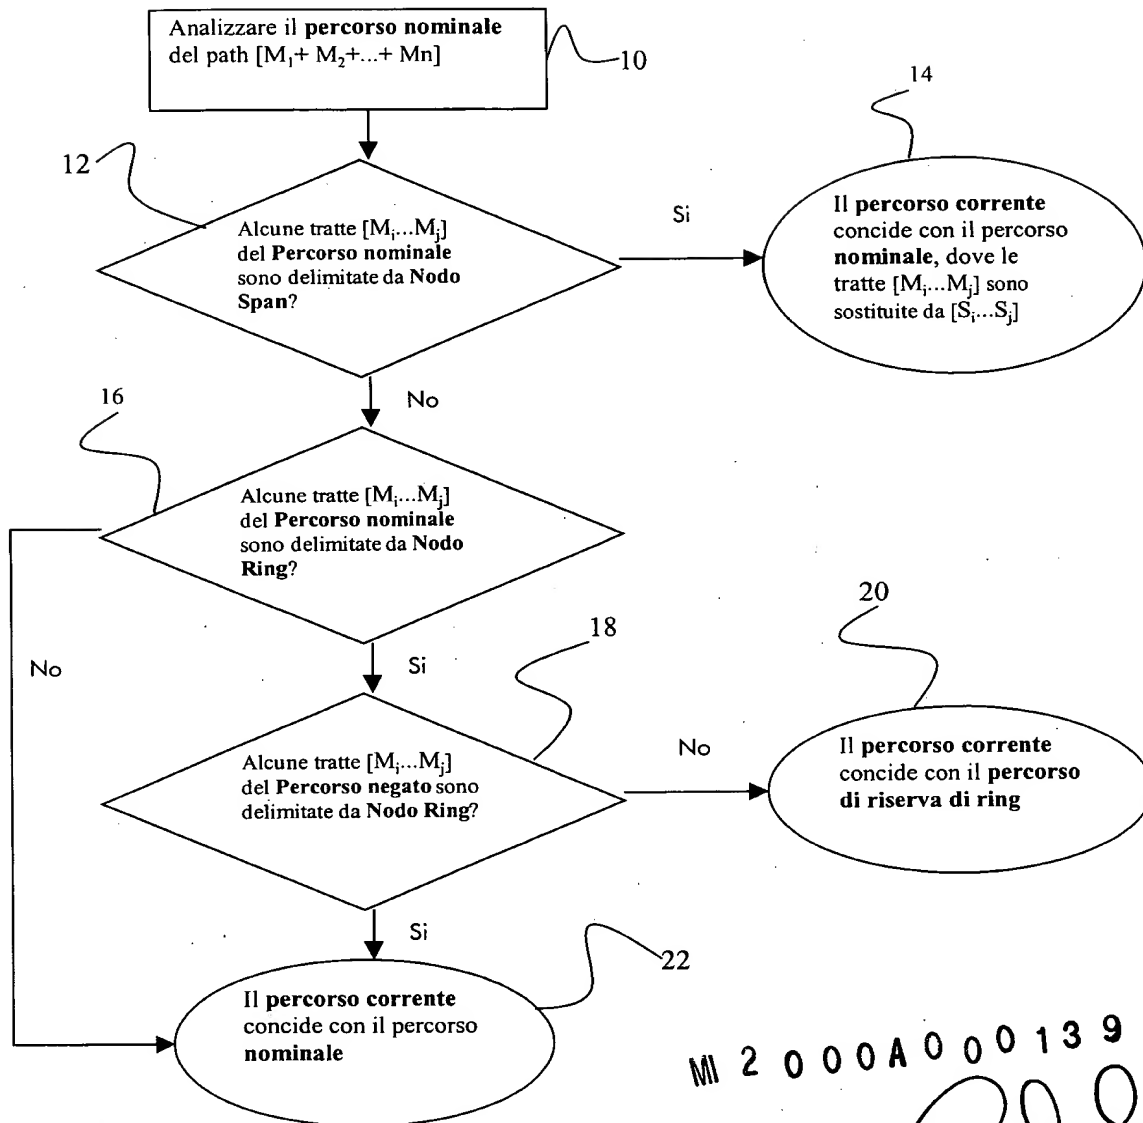 Analizzare il percorso nominale
del path [M₁+ M₂+...+ Mn]
10
14
12
Alcune tratte [Mᵢ...Mⱼ]
del Percorso nominale
sono delimitate da Nodo
Span?
Si
Il percorso corrente
concide con il percorso
nominale, dove le
tratte [Mᵢ...Mⱼ] sono
sostituite da [Sᵢ...Sⱼ]
No
16
Alcune tratte [Mᵢ...Mⱼ]
del Percorso nominale
sono delimitate da Nodo
Ring?
No
Si
18
20
Alcune tratte [Mᵢ...Mⱼ]
del Percorso negato sono
delimitate da Nodo Ring?
No
Il percorso corrente
concide con il percorso
di riserva di ring
Si
22
Il percorso corrente
concide con il percorso
nominale
MI 2000A000139